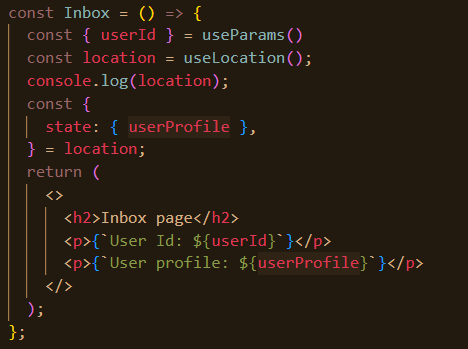 const Inbox = () => {
const { userId } = useParams()
const location = useLocation();
console.log(location);
const {
state: { userProfile },
} = location;
return (
<>
<h2>Inbox page</h2>
<p>{`User Id: ${userId}`}</p>
<p>{`User profile: ${userProfile}`}</p>
</>
);
};